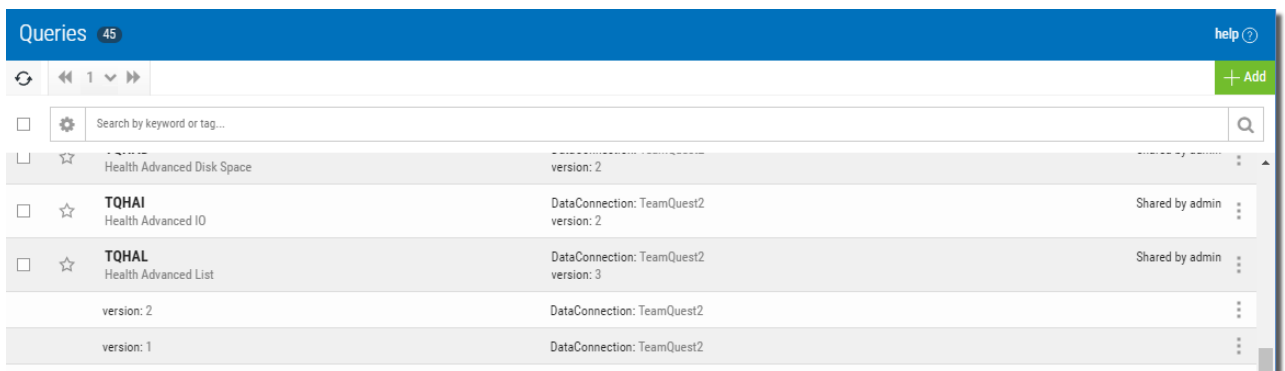 Queries 45
help ?
1
+ Add
Search by keyword or tag...
Health Advanced Disk Space
version: 2
TQHAI
DataConnection: TeamQuest2
Shared by admin
Health Advanced IO
version: 2
TQHAL
DataConnection: TeamQuest2
Shared by admin
Health Advanced List
version: 3
version: 2
DataConnection: TeamQuest2
version: 1
DataConnection: TeamQuest2